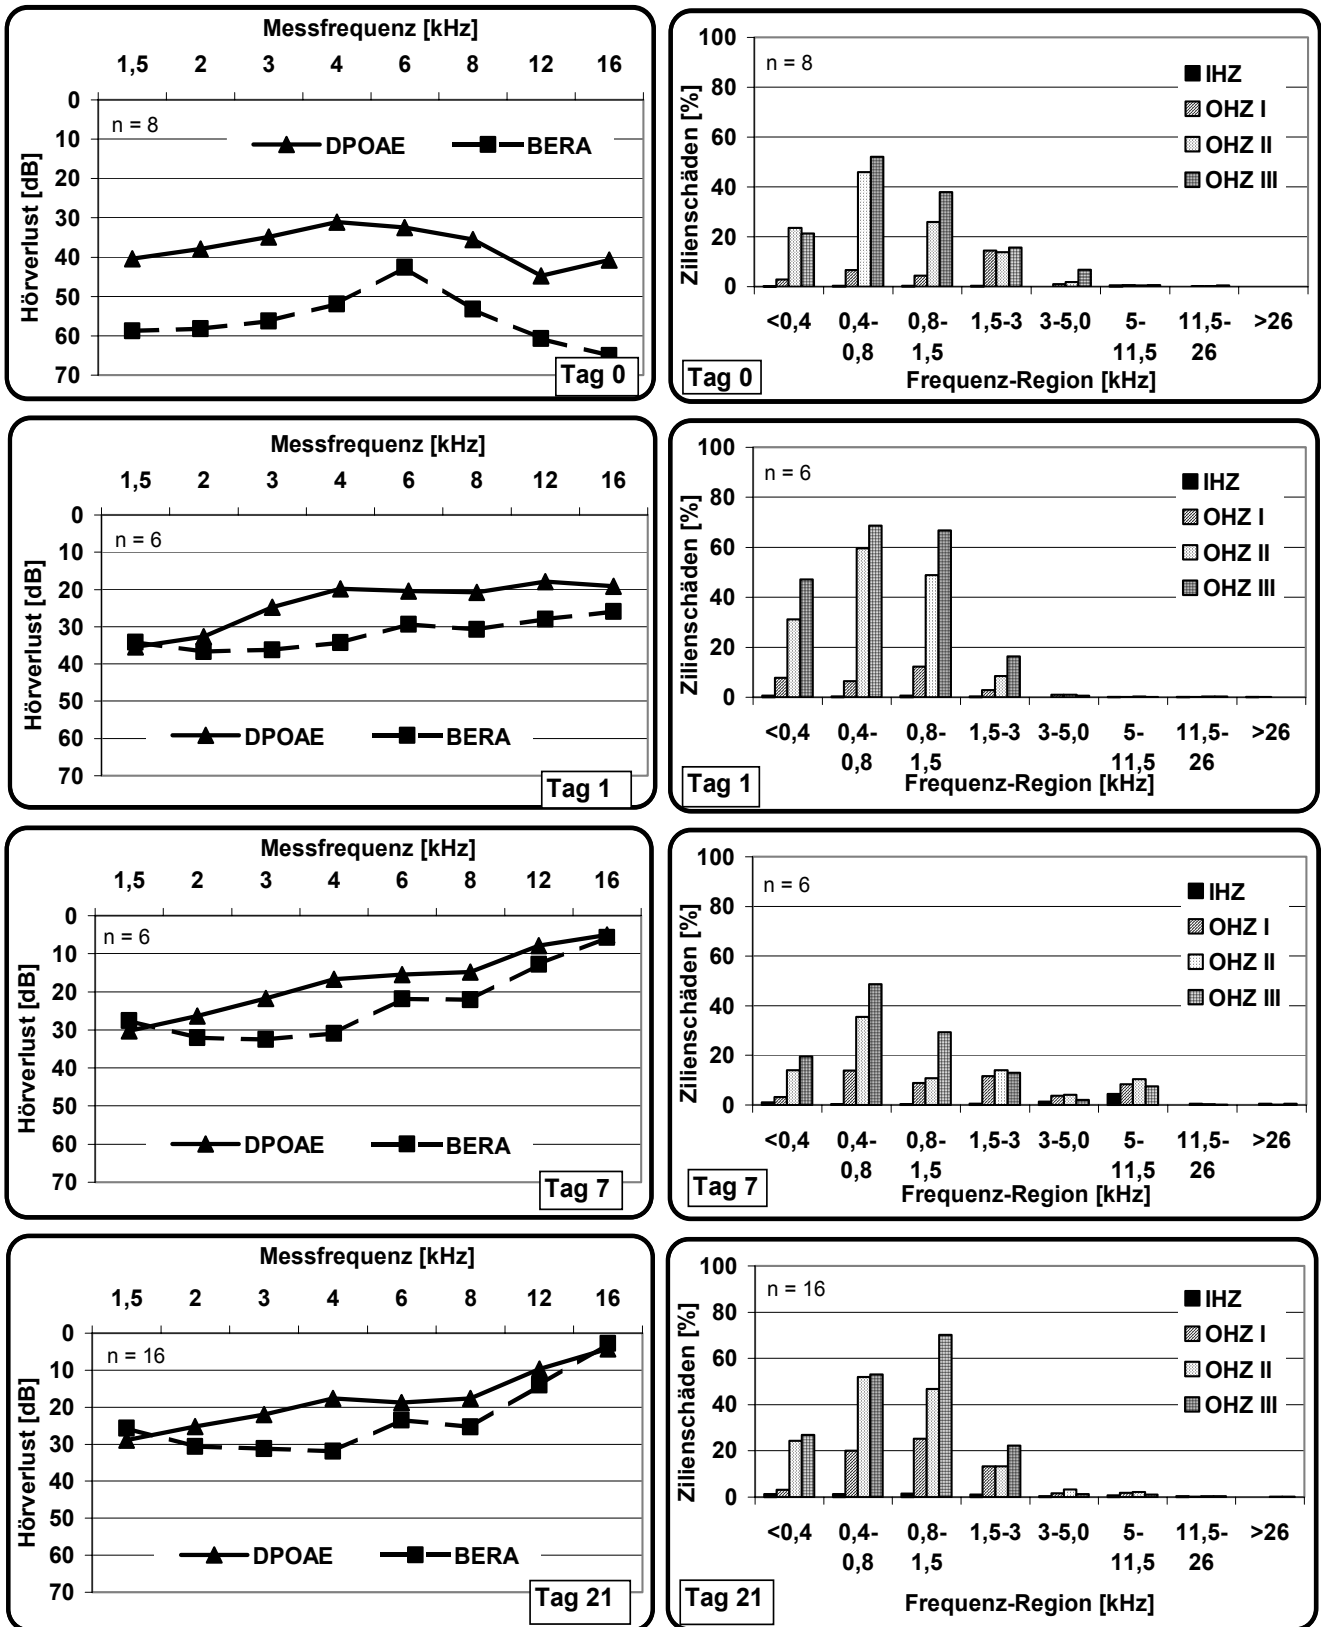 Messfrequenz [kHz]
1,5 2 3 4 6 8 12 16
0
10
20
30
40
50
60
70
Hörverlust [dB]
n = 8
DPOAE BERA
Tag 0
100
80
60
40
20
0
Zilienschäden [%]
n = 8
IHZ
OHZ I
OHZ II
OHZ III
<0,4 0,4- 0,8- 1,5-3 3-5,0 5- 11,5- >26
0,8 1,5 11,5 26
Frequenz-Region [kHz]
Tag 0
Messfrequenz [kHz]
1,5 2 3 4 6 8 12 16
0
10
20
30
40
50
60
70
Hörverlust [dB]
n = 6
DPOAE BERA
Tag 1
100
80
60
40
20
0
Zilienschäden [%]
n = 6
IHZ
OHZ I
OHZ II
OHZ III
<0,4 0,4- 0,8- 1,5-3 3-5,0 5- 11,5- >26
0,8 1,5 11,5 26
Frequenz-Region [kHz]
Tag 1
Messfrequenz [kHz]
1,5 2 3 4 6 8 12 16
0
10
20
30
40
50
60
70
Hörverlust [dB]
n = 6
DPOAE BERA
Tag 7
100
80
60
40
20
0
Zilienschäden [%]
n = 6
IHZ
OHZ I
OHZ II
OHZ III
<0,4 0,4- 0,8- 1,5-3 3-5,0 5- 11,5- >26
0,8 1,5 11,5 26
Frequenz-Region [kHz]
Tag 7
Messfrequenz [kHz]
1,5 2 3 4 6 8 12 16
0
10
20
30
40
50
60
70
Hörverlust [dB]
n = 16
DPOAE BERA
Tag 21
100
80
60
40
20
0
Zilienschäden [%]
n = 16
IHZ
OHZ I
OHZ II
OHZ III
<0,4 0,4- 0,8- 1,5-3 3-5,0 5- 11,5- >26
0,8 1,5 11,5 26
Frequenz-Region [kHz]
Tag 21